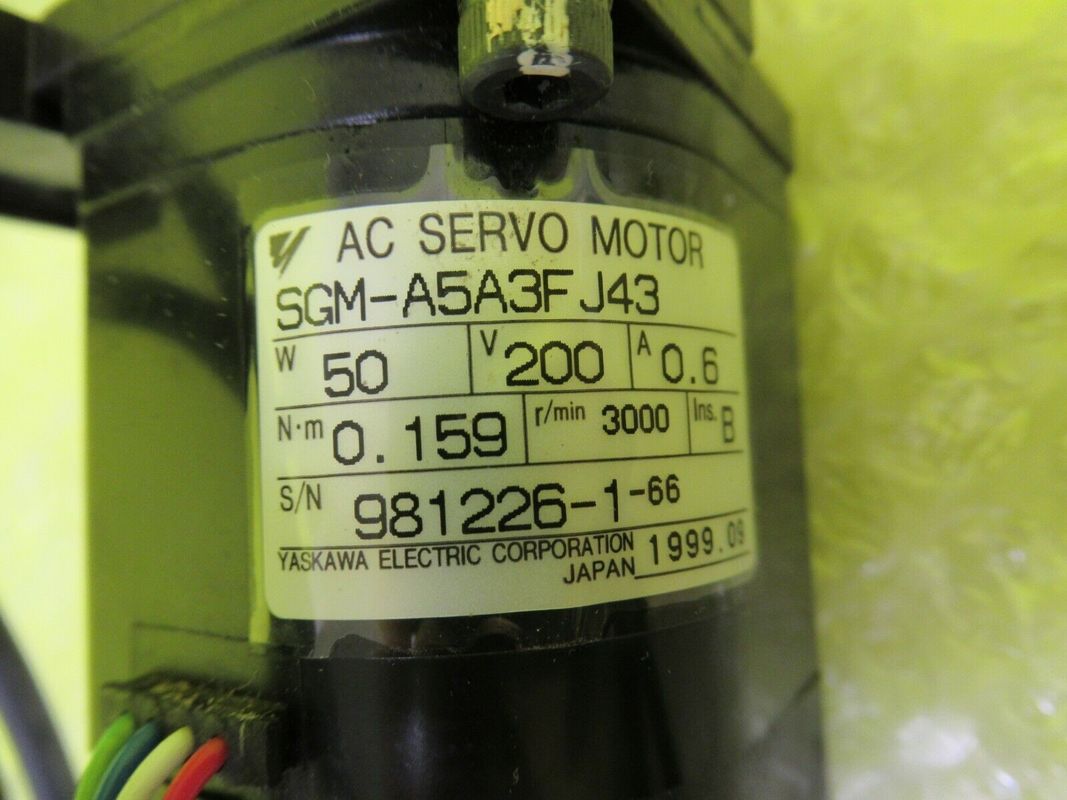 AC SERVO MOTOR
SGM-A5A3FJ43
W 50 V 200 A 0.6
N·m 0.159 r/min 3000 Ins. B
S/N 981226-1-66
YASKAWA ELECTRIC CORPORATION 1999.09
JAPAN